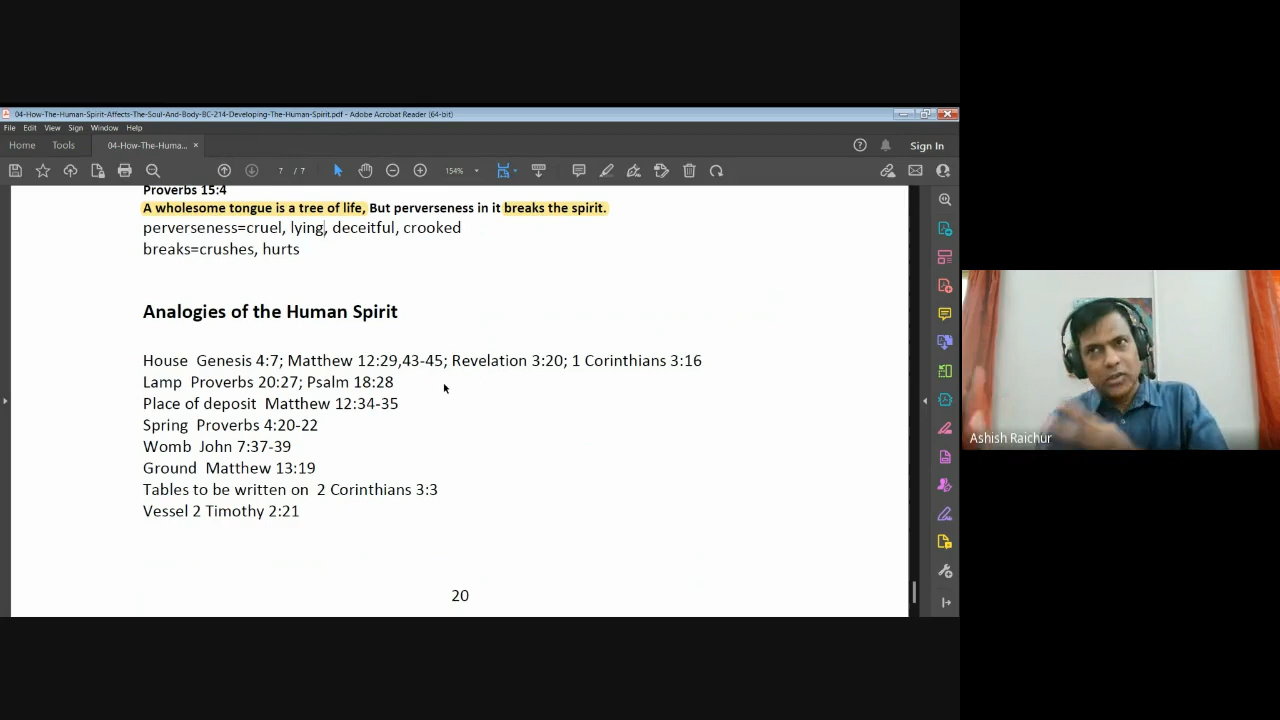 04-How-The-Human-Spirit-Affects-The-Soul-And-Body-BC-214-Developing-The-Human-Spirit.pdf - Adobe Acrobat Reader (64-bit)
File Edit View Sign Window Help
Home Tools 04-How-The-Huma... × Sign In
7 / 7 154%
Proverbs 15:4
A wholesome tongue is a tree of life, But perverseness in it breaks the spirit.
perverseness=cruel, lying, deceitful, crooked
breaks=crushes, hurts
Analogies of the Human Spirit
House Genesis 4:7; Matthew 12:29,43-45; Revelation 3:20; 1 Corinthians 3:16
Lamp Proverbs 20:27; Psalm 18:28
Place of deposit Matthew 12:34-35
Spring Proverbs 4:20-22
Womb John 7:37-39
Ground Matthew 13:19
Tables to be written on 2 Corinthians 3:3
Vessel 2 Timothy 2:21
20
Ashish Raichur